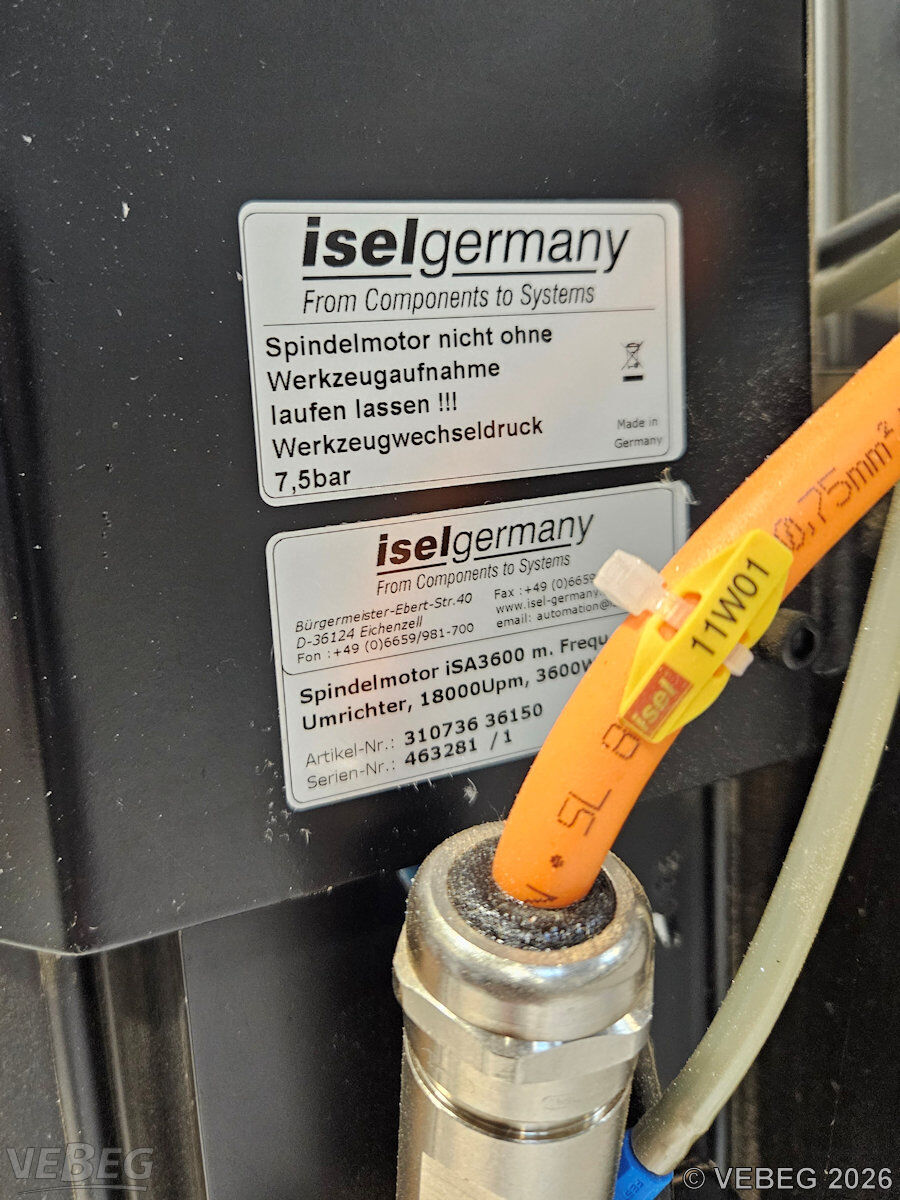 iselgermany
From Components to Systems
Spindelmotor nicht ohne
Werkzeugaufnahme
laufen lassen !!!
Werkzeugwechseldruck
7,5bar
Made in
Germany
iselgermany
From Components to Systems
Bürgermeister-Ebert-Str.40
D-36124 Eichenzell
Fon : +49 (0)6659/981-700
Fax : +49 (0)6659
www.isel-germany.
email: automation@
Spindelmotor iSA3600 m. Frequ
Umrichter, 18000Upm, 3600W
Artikel-Nr.: 310736 36150
Serien-Nr.: 463281 /1
0,75mm²
11W01
isel
SL 8
VEBEG
© VEBEG 2026